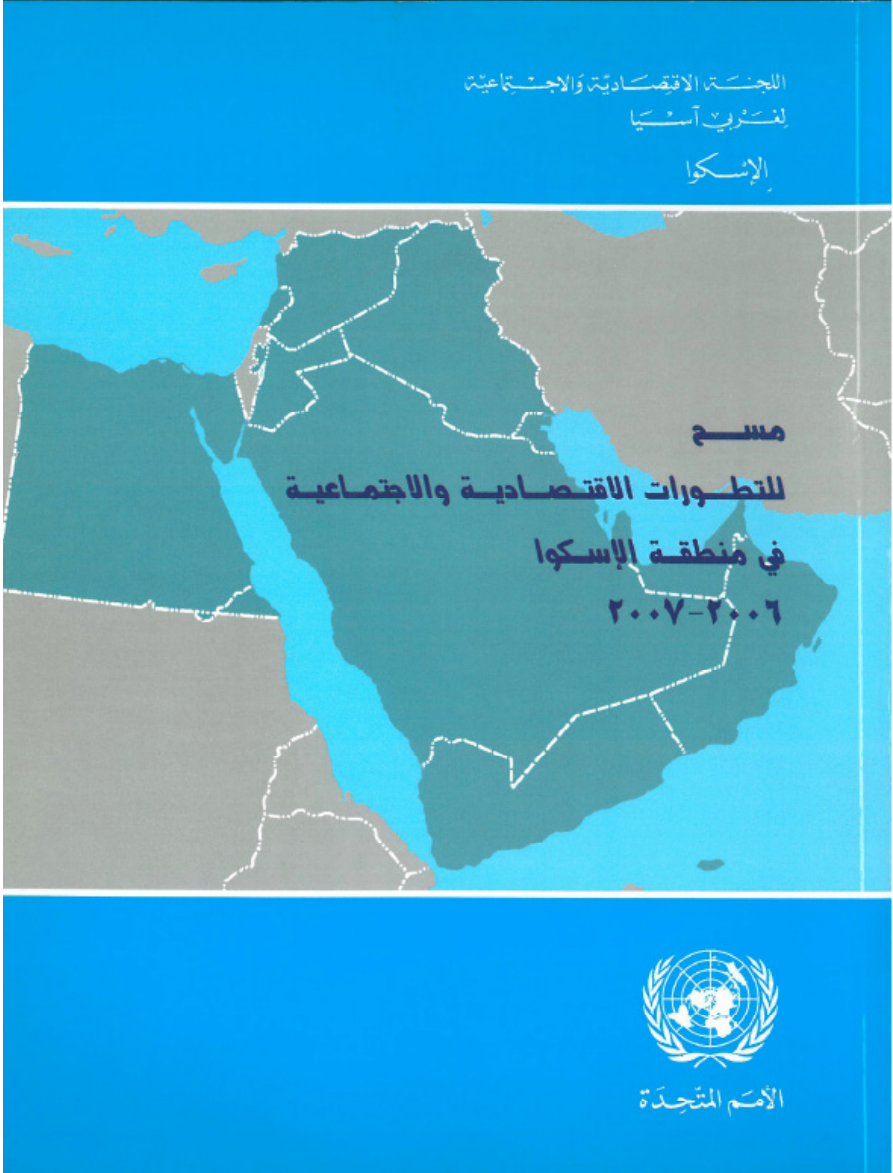 اللجنة الاقتصادية والاجتماعية
لغربي آسيا
الإسكوا
مسح
للتطورات الاقتصادية والاجتماعية
في منطقة الإسكوا
٢٠٠٦-٢٠٠٧
الأمم المتحدة